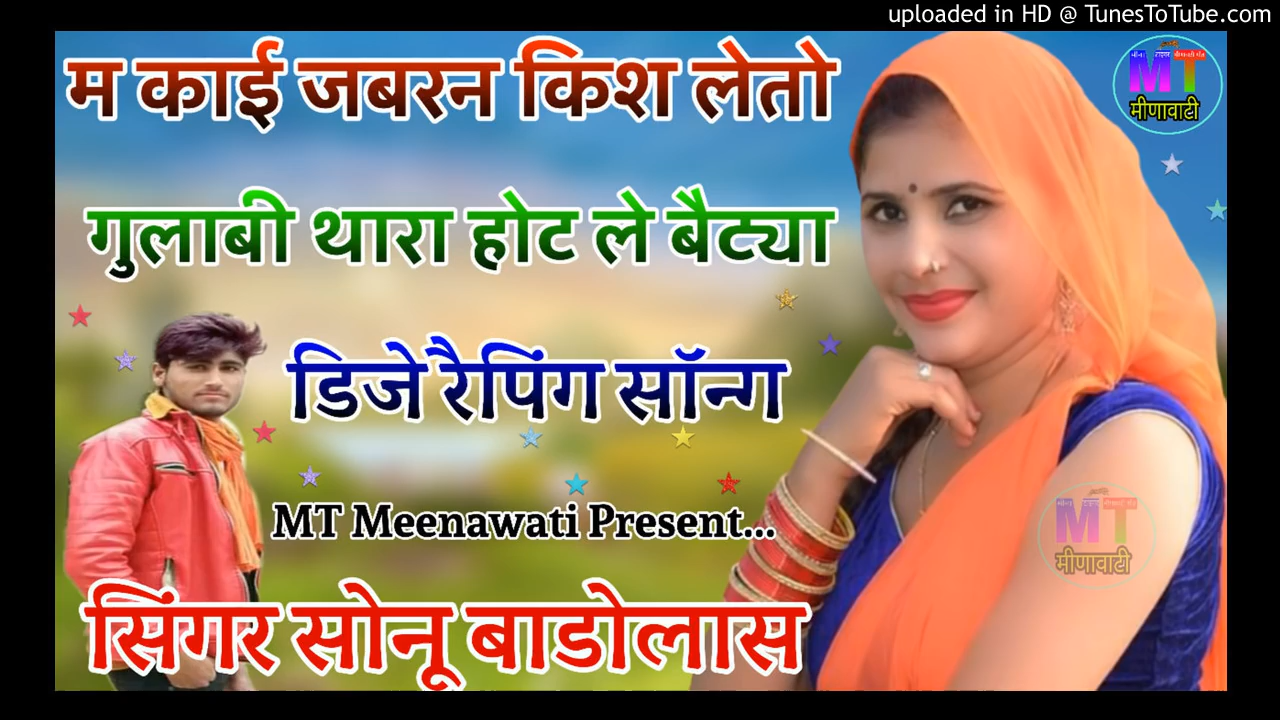 uploaded in HD @ TunesToTube.com
म काई जबरन किश लेतो
MT
मीणावाटी
गुलाबी थारा होट ले बैट्या
डिजे रैपिंग सॉन्ग
MT Meenawati Present...
MT
मीणावाटी
सिंगर सोनू बाडोलास